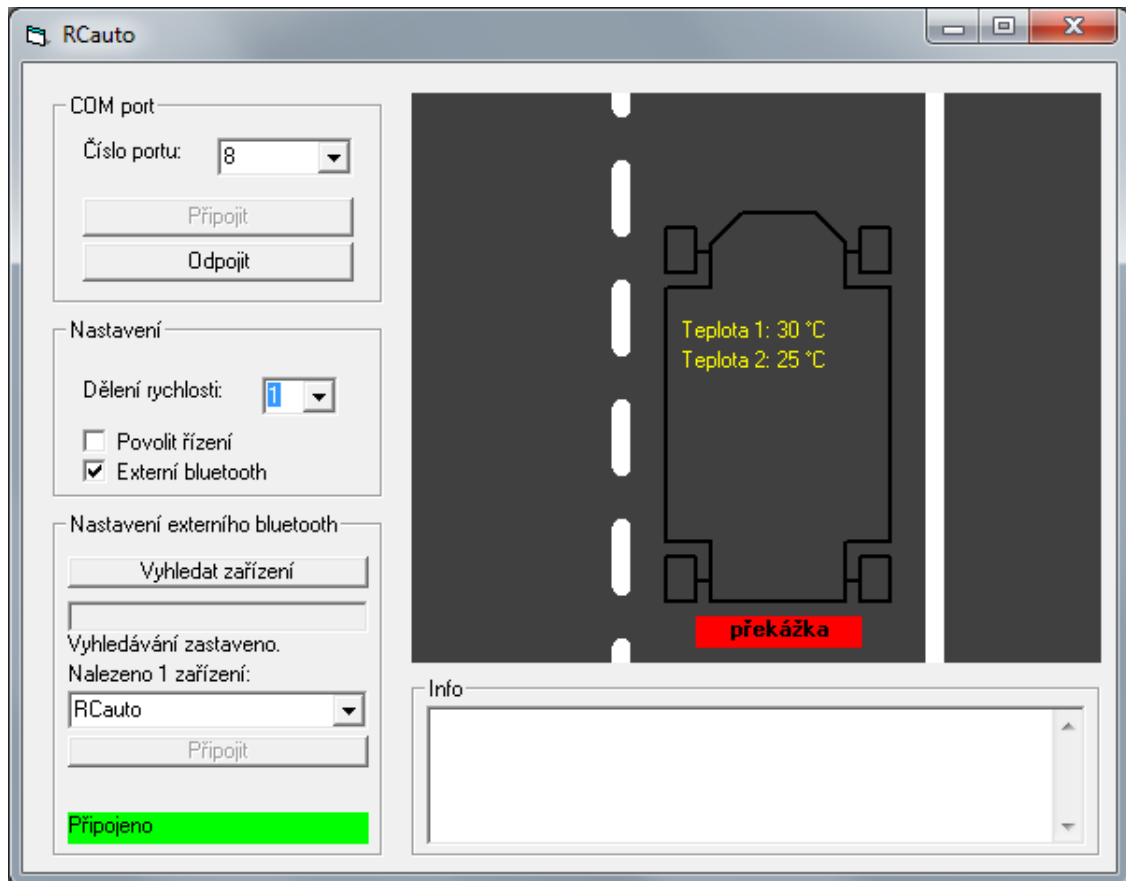 RCauto
COM port
Číslo portu: 8
Připojit
Odpojit
Nastavení
Dělení rychlosti: 1
Povolit řízení
Externí bluetooth
Nastavení externího bluetooth
Vyhledat zařízení
Vyhledávání zastaveno.
Nalezeno 1 zařízení:
RCauto
Připojit
Připojeno
Teplota 1: 30 °C
Teplota 2: 25 °C
překážka
Info